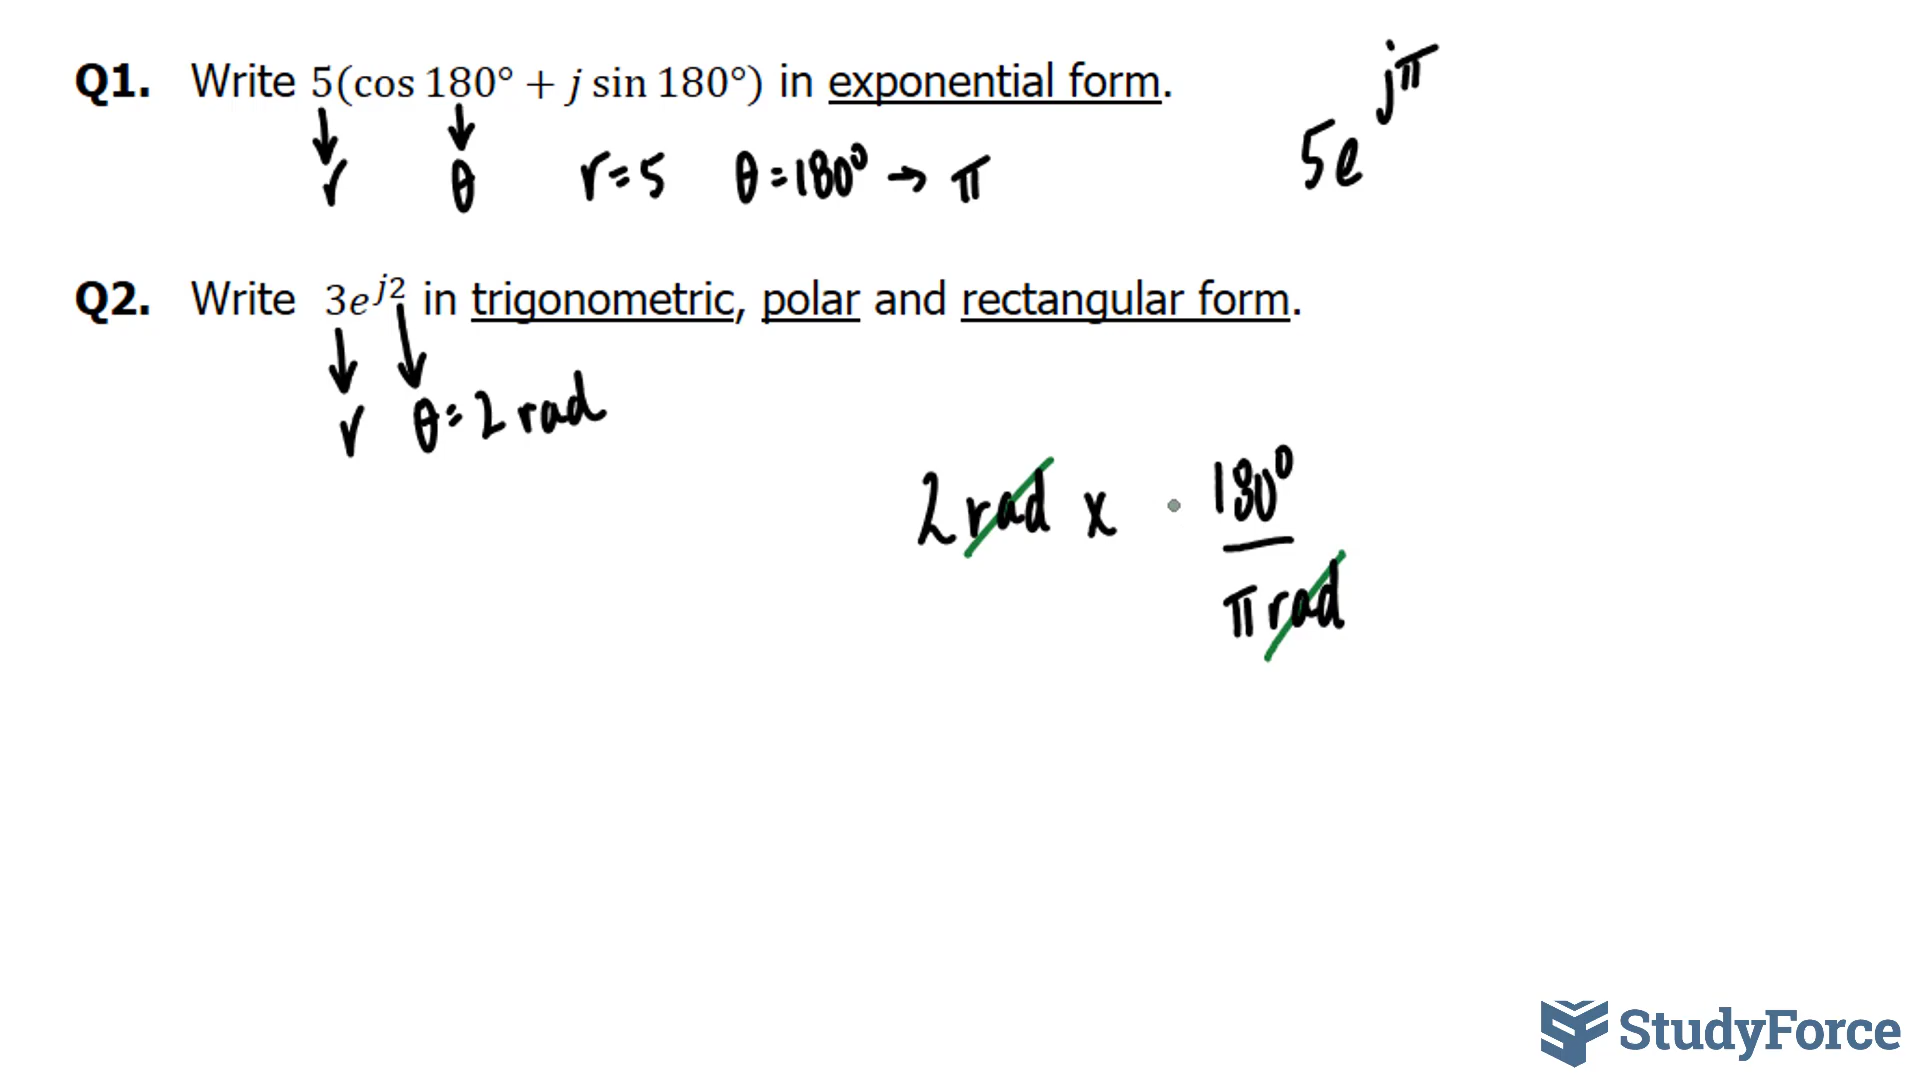 Q1. Write 5(cos 180° + j sin 180°) in exponential form.
5e^jπ
r θ r=5 θ=180° → π
Q2. Write 3e^j2 in trigonometric, polar and rectangular form.
r θ=2 rad
2 rad x 180°
π rad
StudyForce